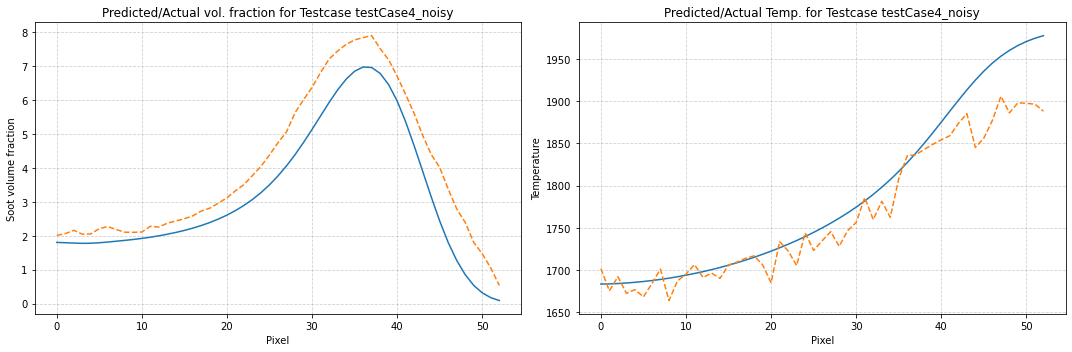 Predicted/Actual vol. fraction for Testcase testCase4_noisy
Soot volume fraction
8
7
6
5
4
3
2
1
0
0 10 20 30 40 50
Pixel
Predicted/Actual Temp. for Testcase testCase4_noisy
Temperature
1950
1900
1850
1800
1750
1700
1650
0 10 20 30 40 50
Pixel